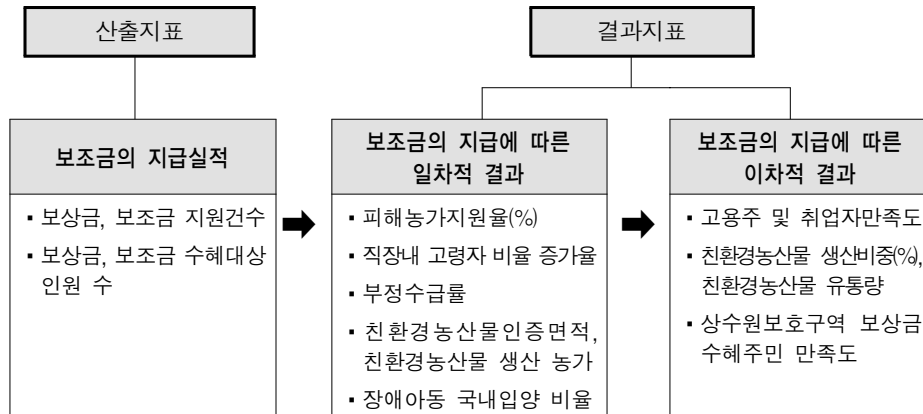 산출지표
결과지표
보조금의 지급실적
▪ 보상금, 보조금 지원건수
▪ 보상금, 보조금 수혜대상
인원 수
보조금의 지급에 따른
일차적 결과
▪ 피해농가지원율(%)
▪ 직장내 고령자 비율 증가율
▪ 부정수급률
▪ 친환경농산물인증면적,
친환경농산물 생산 농가
▪ 장애아동 국내입양 비율
보조금의 지급에 따른
이차적 결과
▪ 고용주 및 취업자만족도
▪ 친환경농산물 생산비중(%),
친환경농산물 유통량
▪ 상수원보호구역 보상금
수혜주민 만족도